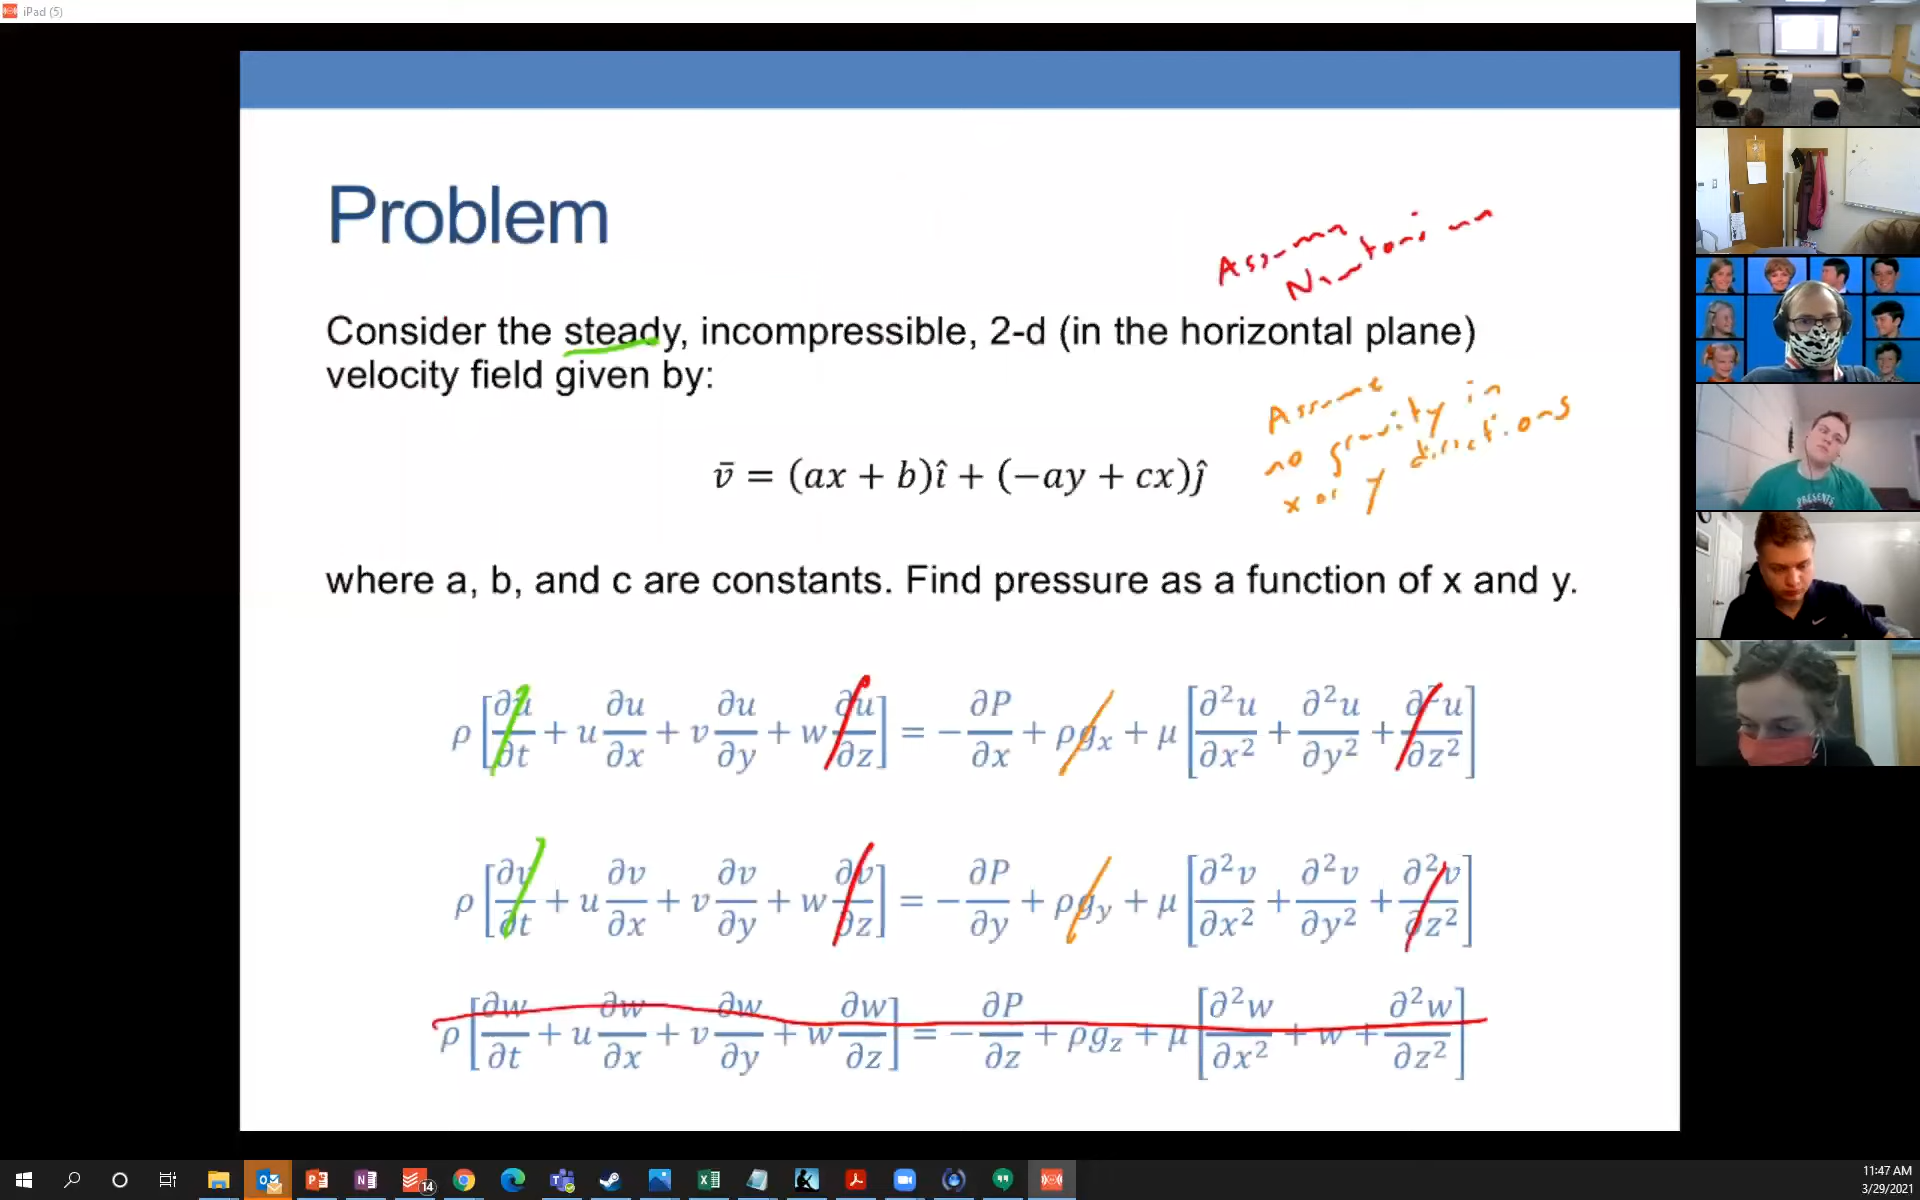 iPad (5)
Problem
Assume
Newtonian
Consider the steady, incompressible, 2-d (in the horizontal plane)
velocity field given by:
Assume
no gravity in
x or y directions
v̄ = (ax + b)î + (−ay + cx)ĵ
where a, b, and c are constants. Find pressure as a function of x and y.
ρ[∂u/∂t + u ∂u/∂x + v ∂u/∂y + w ∂u/∂z] = −∂P/∂x + ρgₓ + μ[∂²u/∂x² + ∂²u/∂y² + ∂²u/∂z²]
ρ[∂v/∂t + u ∂v/∂x + v ∂v/∂y + w ∂v/∂z] = −∂P/∂y + ρg_y + μ[∂²v/∂x² + ∂²v/∂y² + ∂²v/∂z²]
ρ[∂w/∂t + u ∂w/∂x + v ∂w/∂y + w ∂w/∂z] = −∂P/∂z + ρg_z + μ[∂²w/∂x² + w + ∂²w/∂z²]
PRESENTS
14
11:47 AM
3/29/2021